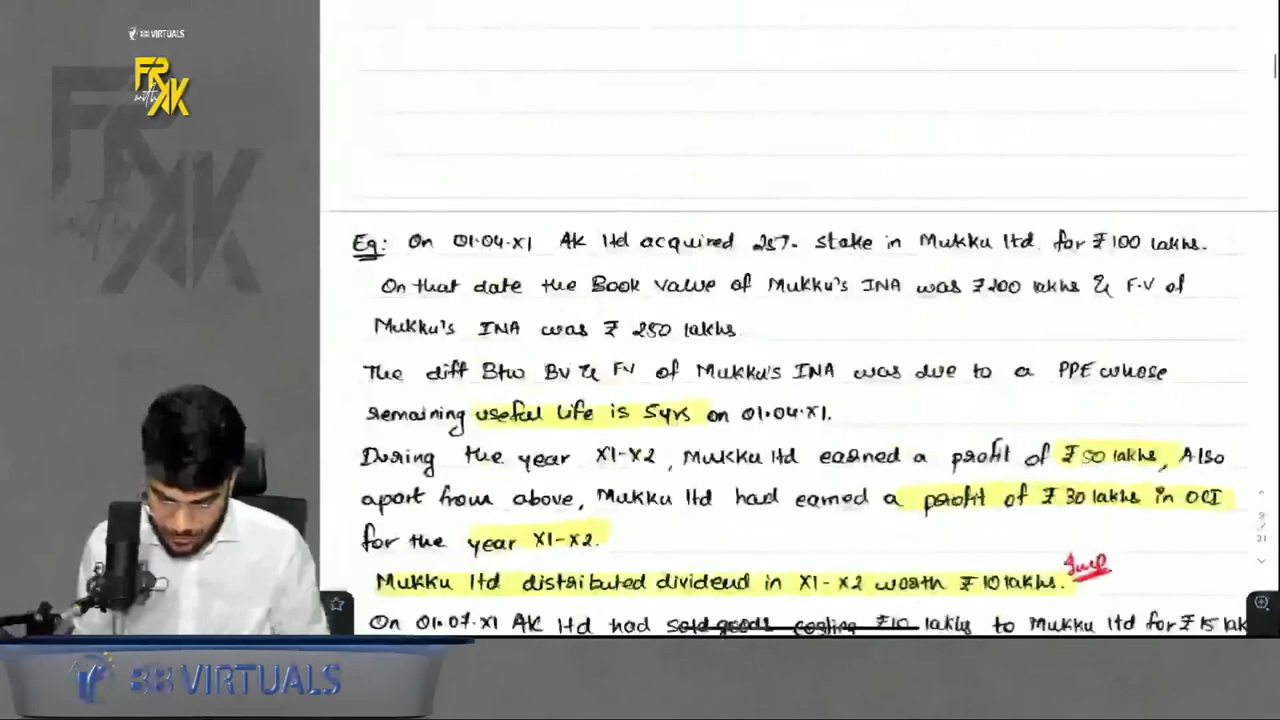 BB VIRTUALS
FR
with
AK
Eg: On 01.04.X1 AK ltd acquired 25% stake in Mukku ltd for ₹100 lakhs.
On that date the Book value of Mukku's INA was ₹200 lakhs & F.V of
Mukku's INA was ₹ 250 lakhs.
The diff Btw BV & FV of Mukku's INA was due to a PPE whose
remaining useful life is 5yrs on 01.04.X1.
During the year X1-X2, Mukku ltd earned a profit of ₹50 lakhs, Also
apart from above, Mukku ltd had earned a profit of ₹ 30 lakhs in OCI
for the year X1-X2.
Imp
Mukku ltd distributed dividend in X1-X2 worth ₹10 lakhs.
On 01.07.X1 AK ltd had sold goods costing ₹10 lakhs to Mukku ltd for ₹15 lak
9
21
BB VIRTUALS